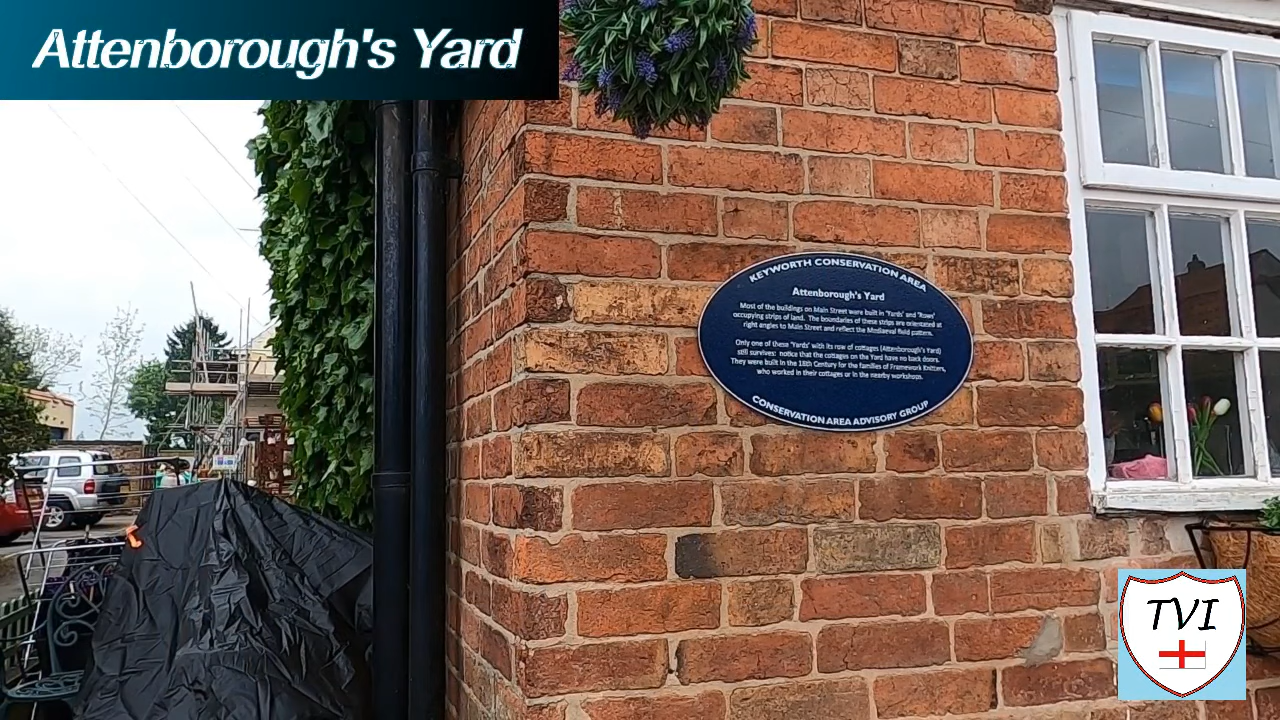 Attenborough's Yard
KEYWORTH CONSERVATION AREA
Attenborough's Yard
Most of the buildings on Main Street were built in 'Yards' and 'Rows'
occupying strips of land. The boundaries of these strips are orientated at
right angles to Main Street and reflect the Mediaeval field pattern.
Only one of these 'Yards' with its row of cottages (Attenborough's Yard)
still survives: notice that the cottages on the Yard have no back doors.
They were built in the 18th Century for the families of Framework Knitters,
who worked in their cottages or in the nearby workshops.
CONSERVATION AREA ADVISORY GROUP
TVI